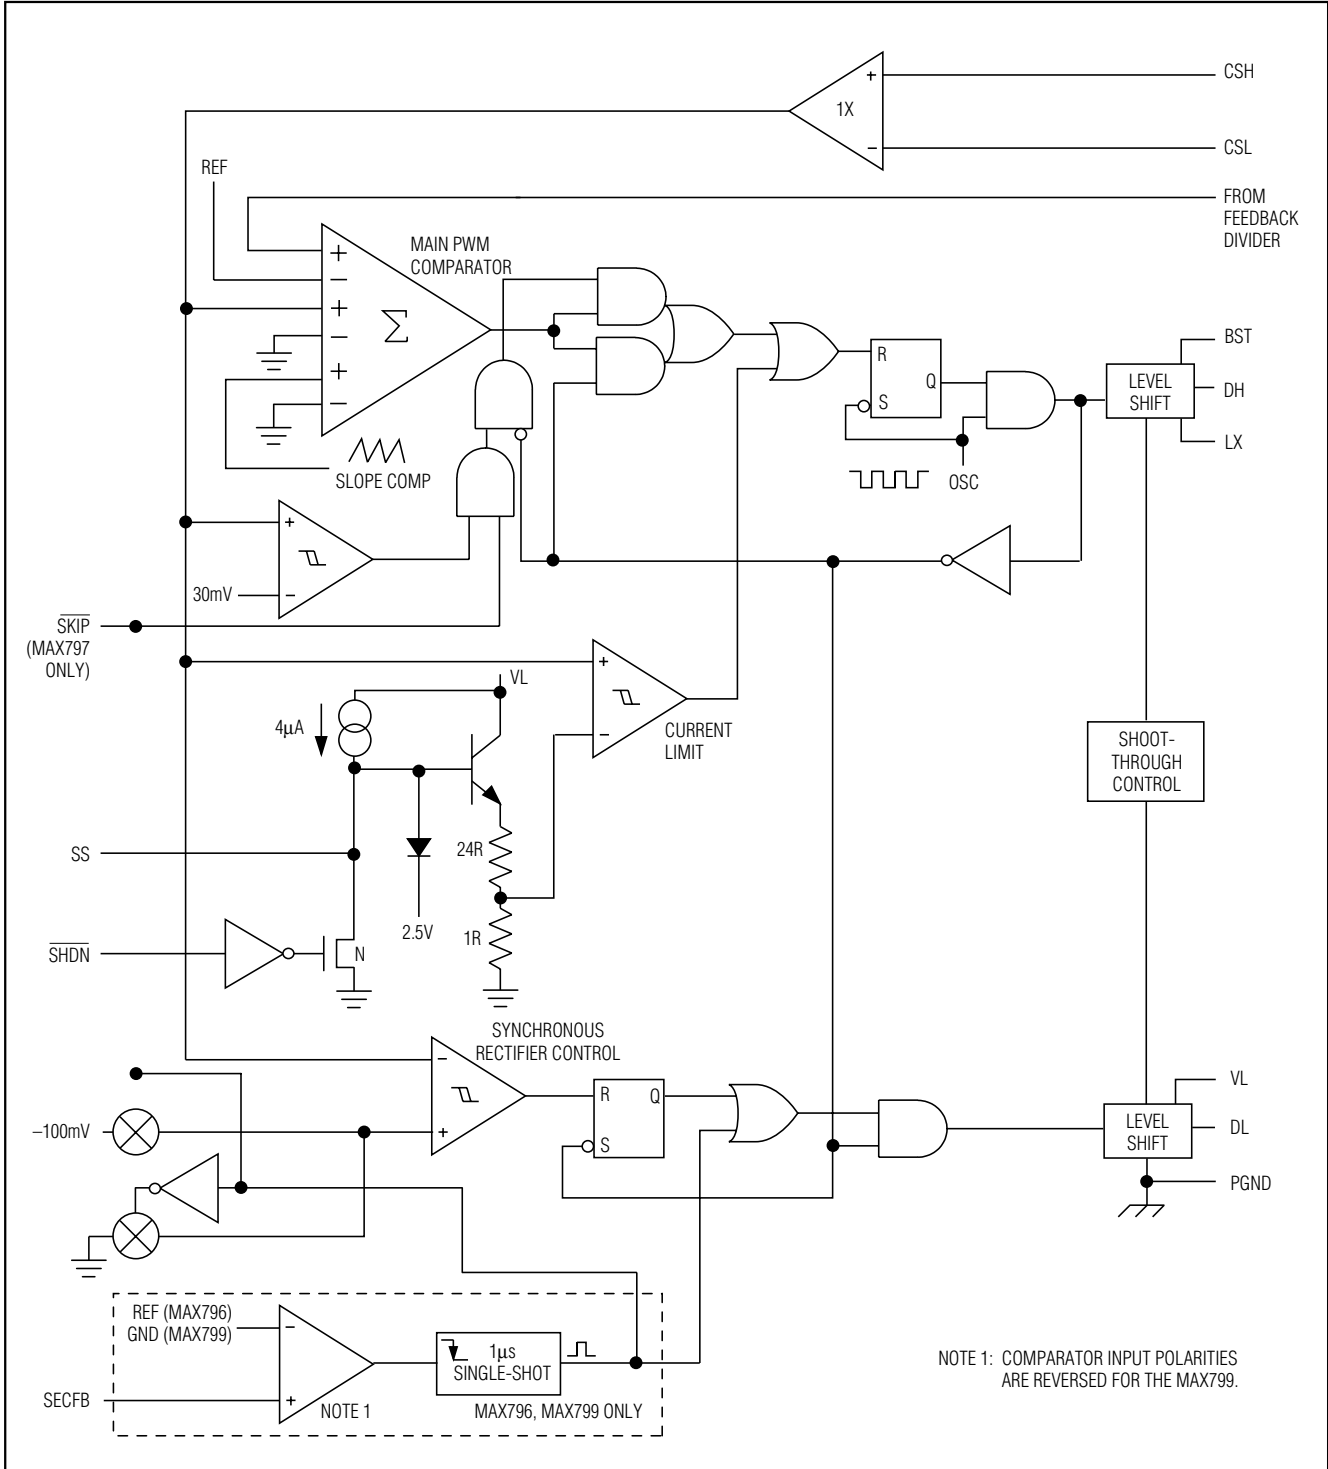 CSH
+
1X
−
CSL
REF
FROM
FEEDBACK
DIVIDER
MAIN PWM
COMPARATOR
+
−
+
−
+
−
Σ
SLOPE COMP
R
Q
S
OSC
BST
LEVEL
SHIFT
DH
LX
+
30mV
−
SKIP
(MAX797
ONLY)
VL
4µA
+
−
CURRENT
LIMIT
SHOOT-
THROUGH
CONTROL
SS
24R
2.5V
1R
SHDN
N
SYNCHRONOUS
RECTIFIER CONTROL
−
+
–100mV
R
Q
S
VL
LEVEL
SHIFT
DL
PGND
REF (MAX796)
GND (MAX799)
−
+
1µs
SINGLE-SHOT
SECFB
NOTE 1
MAX796, MAX799 ONLY
NOTE 1: COMPARATOR INPUT POLARITIES
ARE REVERSED FOR THE MAX799.